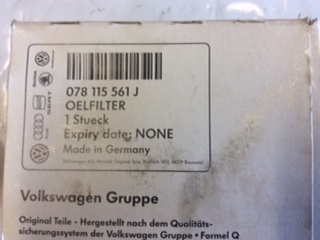 SEAT
078 115 561 J
OELFILTER
1 Stueck
Expiry date: NONE
Made in Germany
Volkswagen Gruppe
Original Teile - Hergestellt nach dem Qualitäts-
sicherungssystem der Volkswagen Gruppe • Formel Q